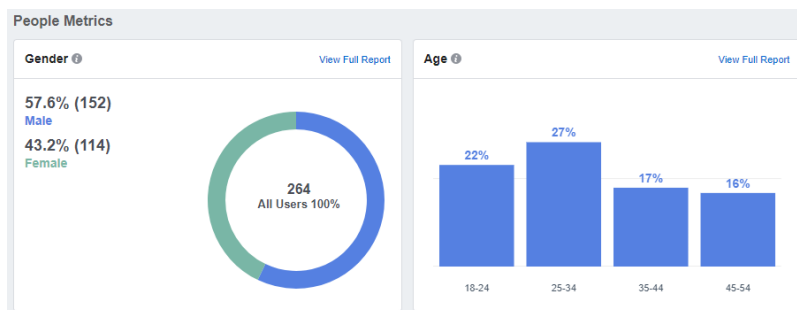 People Metrics
Gender
View Full Report
57.6% (152)
Male
43.2% (114)
Female
264
All Users 100%
Age
View Full Report
22%
27%
17%
16%
18-24
25-34
35-44
45-54